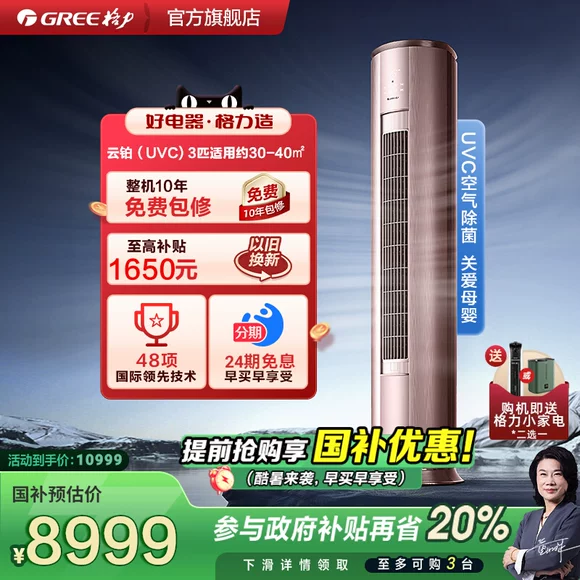 GREE格力 官方旗舰店
好电器·格力造
云铂（UVC）3匹适用约30-40㎡
整机10年
免费包修
免费
10年包修
至高补贴
1650元
以旧
换新
48项
国际领先技术
分期
24期免息
早买早享受
UVC空气除菌 关爱母婴
送
或
购机即送
格力小家电
*二选一
提前抢购享 国补优惠!
（酷暑来袭，早买早享受）
活动到手价:10999
国补预估价
¥8999
参与政府补贴再省20%
下滑详情领取 至多可购3台